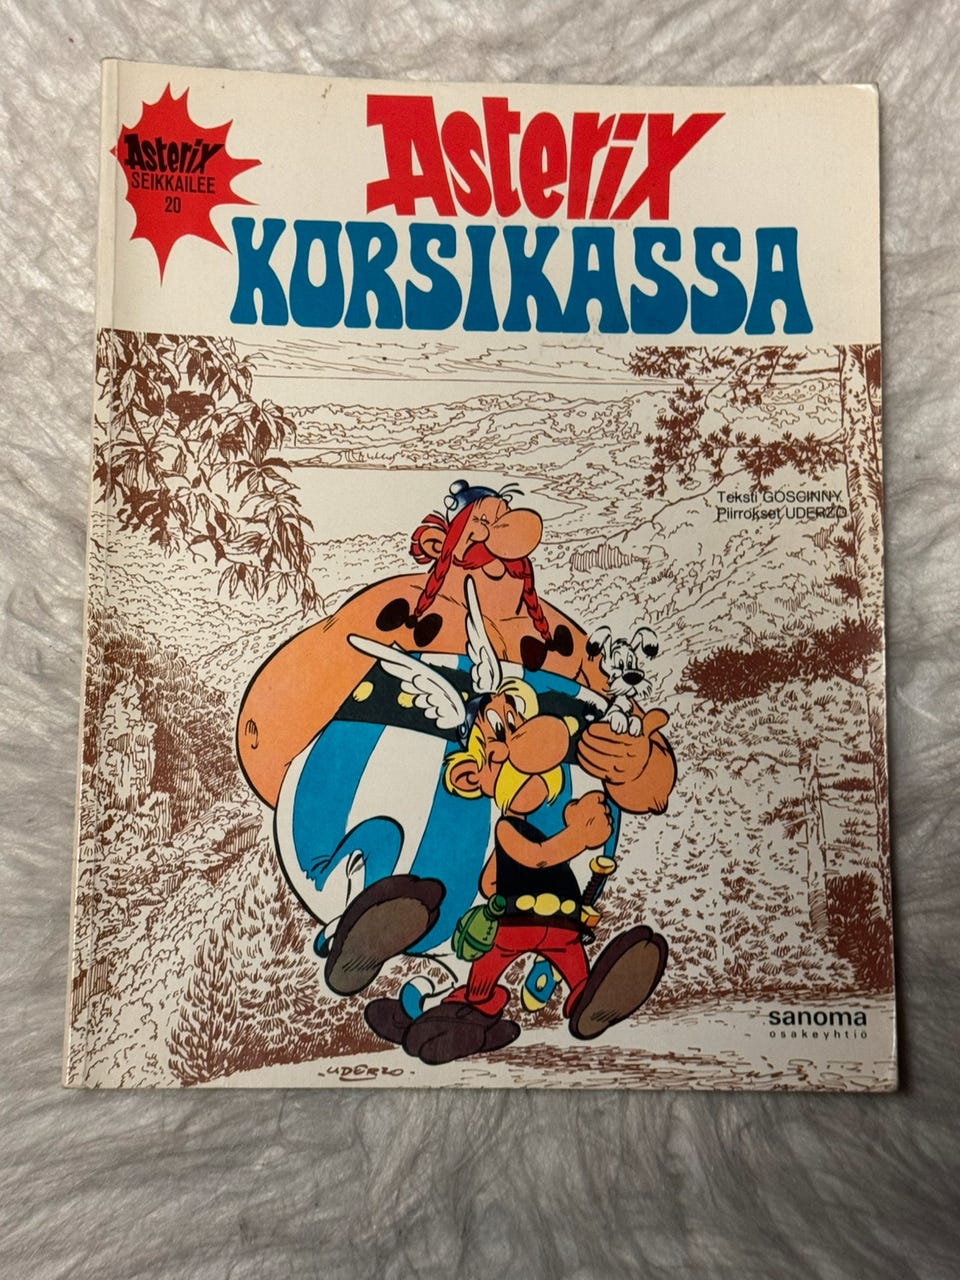 Asterix
SEIKKAILEE
20
Asterix
KORSIKASSA
Teksti GOSCINNY
Piirrokset UDERZO
sanoma
osakeyhtiö
UDERZO